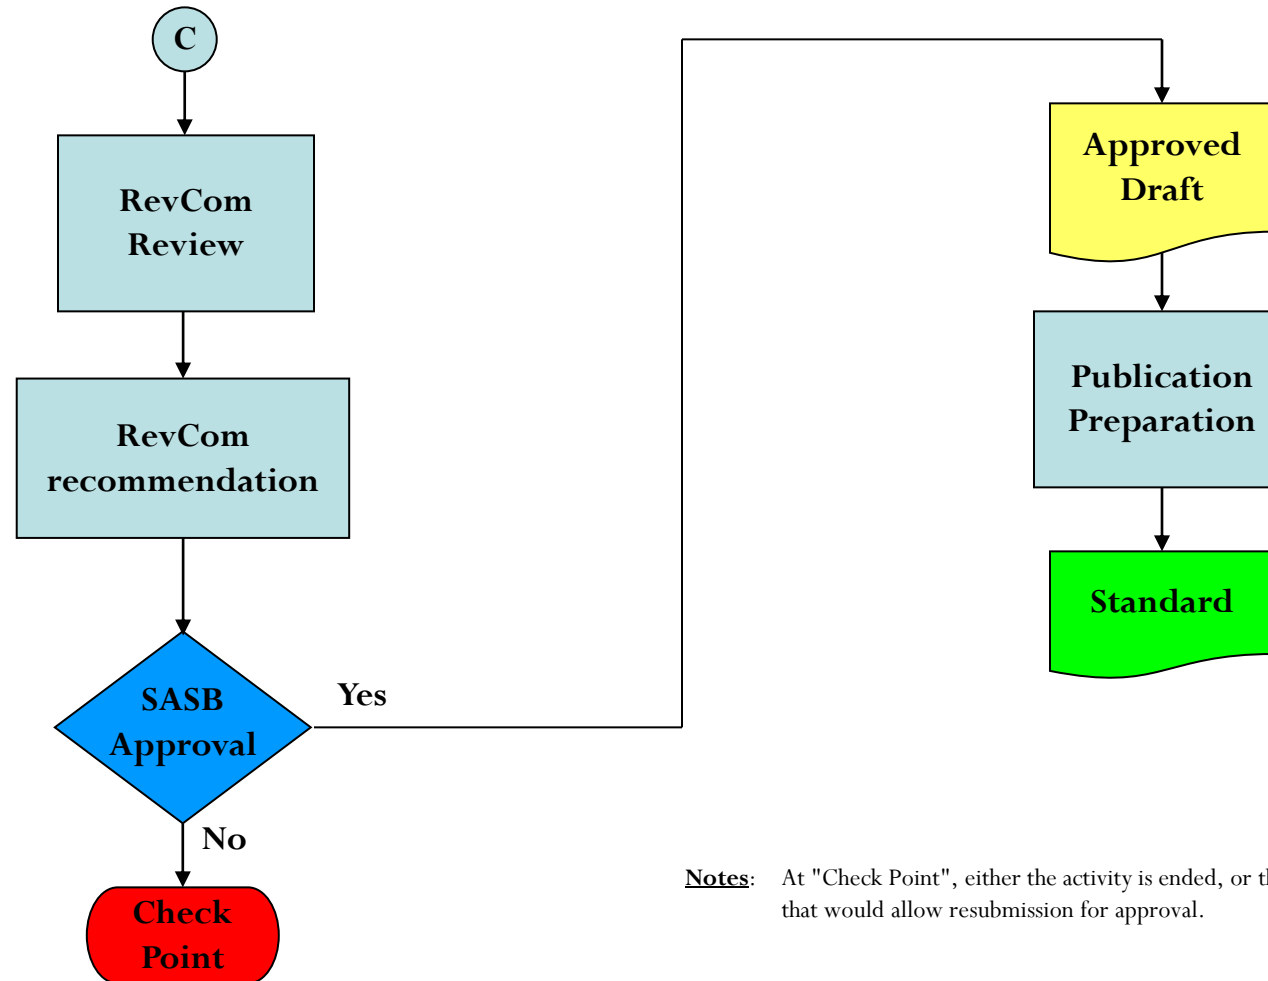 C
RevCom
Review
RevCom
recommendation
SASB
Approval
Yes
No
Check
Point
Approved
Draft
Publication
Preparation
Standard
Notes: At "Check Point", either the activity is ended, or
that would allow resubmission for approval.